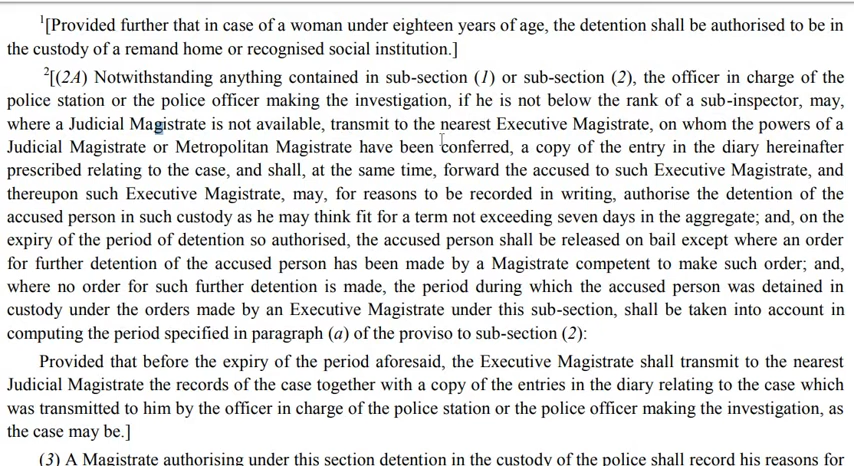 ¹[Provided further that in case of a woman under eighteen years of age, the detention shall be authorised to be in
the custody of a remand home or recognised social institution.]
²[(2A) Notwithstanding anything contained in sub-section (1) or sub-section (2), the officer in charge of the
police station or the police officer making the investigation, if he is not below the rank of a sub-inspector, may,
where a Judicial Magistrate is not available, transmit to the nearest Executive Magistrate, on whom the powers of a
Judicial Magistrate or Metropolitan Magistrate have been conferred, a copy of the entry in the diary hereinafter
prescribed relating to the case, and shall, at the same time, forward the accused to such Executive Magistrate, and
thereupon such Executive Magistrate, may, for reasons to be recorded in writing, authorise the detention of the
accused person in such custody as he may think fit for a term not exceeding seven days in the aggregate; and, on the
expiry of the period of detention so authorised, the accused person shall be released on bail except where an order
for further detention of the accused person has been made by a Magistrate competent to make such order; and,
where no order for such further detention is made, the period during which the accused person was detained in
custody under the orders made by an Executive Magistrate under this sub-section, shall be taken into account in
computing the period specified in paragraph (a) of the proviso to sub-section (2):
Provided that before the expiry of the period aforesaid, the Executive Magistrate shall transmit to the nearest
Judicial Magistrate the records of the case together with a copy of the entries in the diary relating to the case which
was transmitted to him by the officer in charge of the police station or the police officer making the investigation, as
the case may be.]
(3) A Magistrate authorising under this section detention in the custody of the police shall record his reasons for